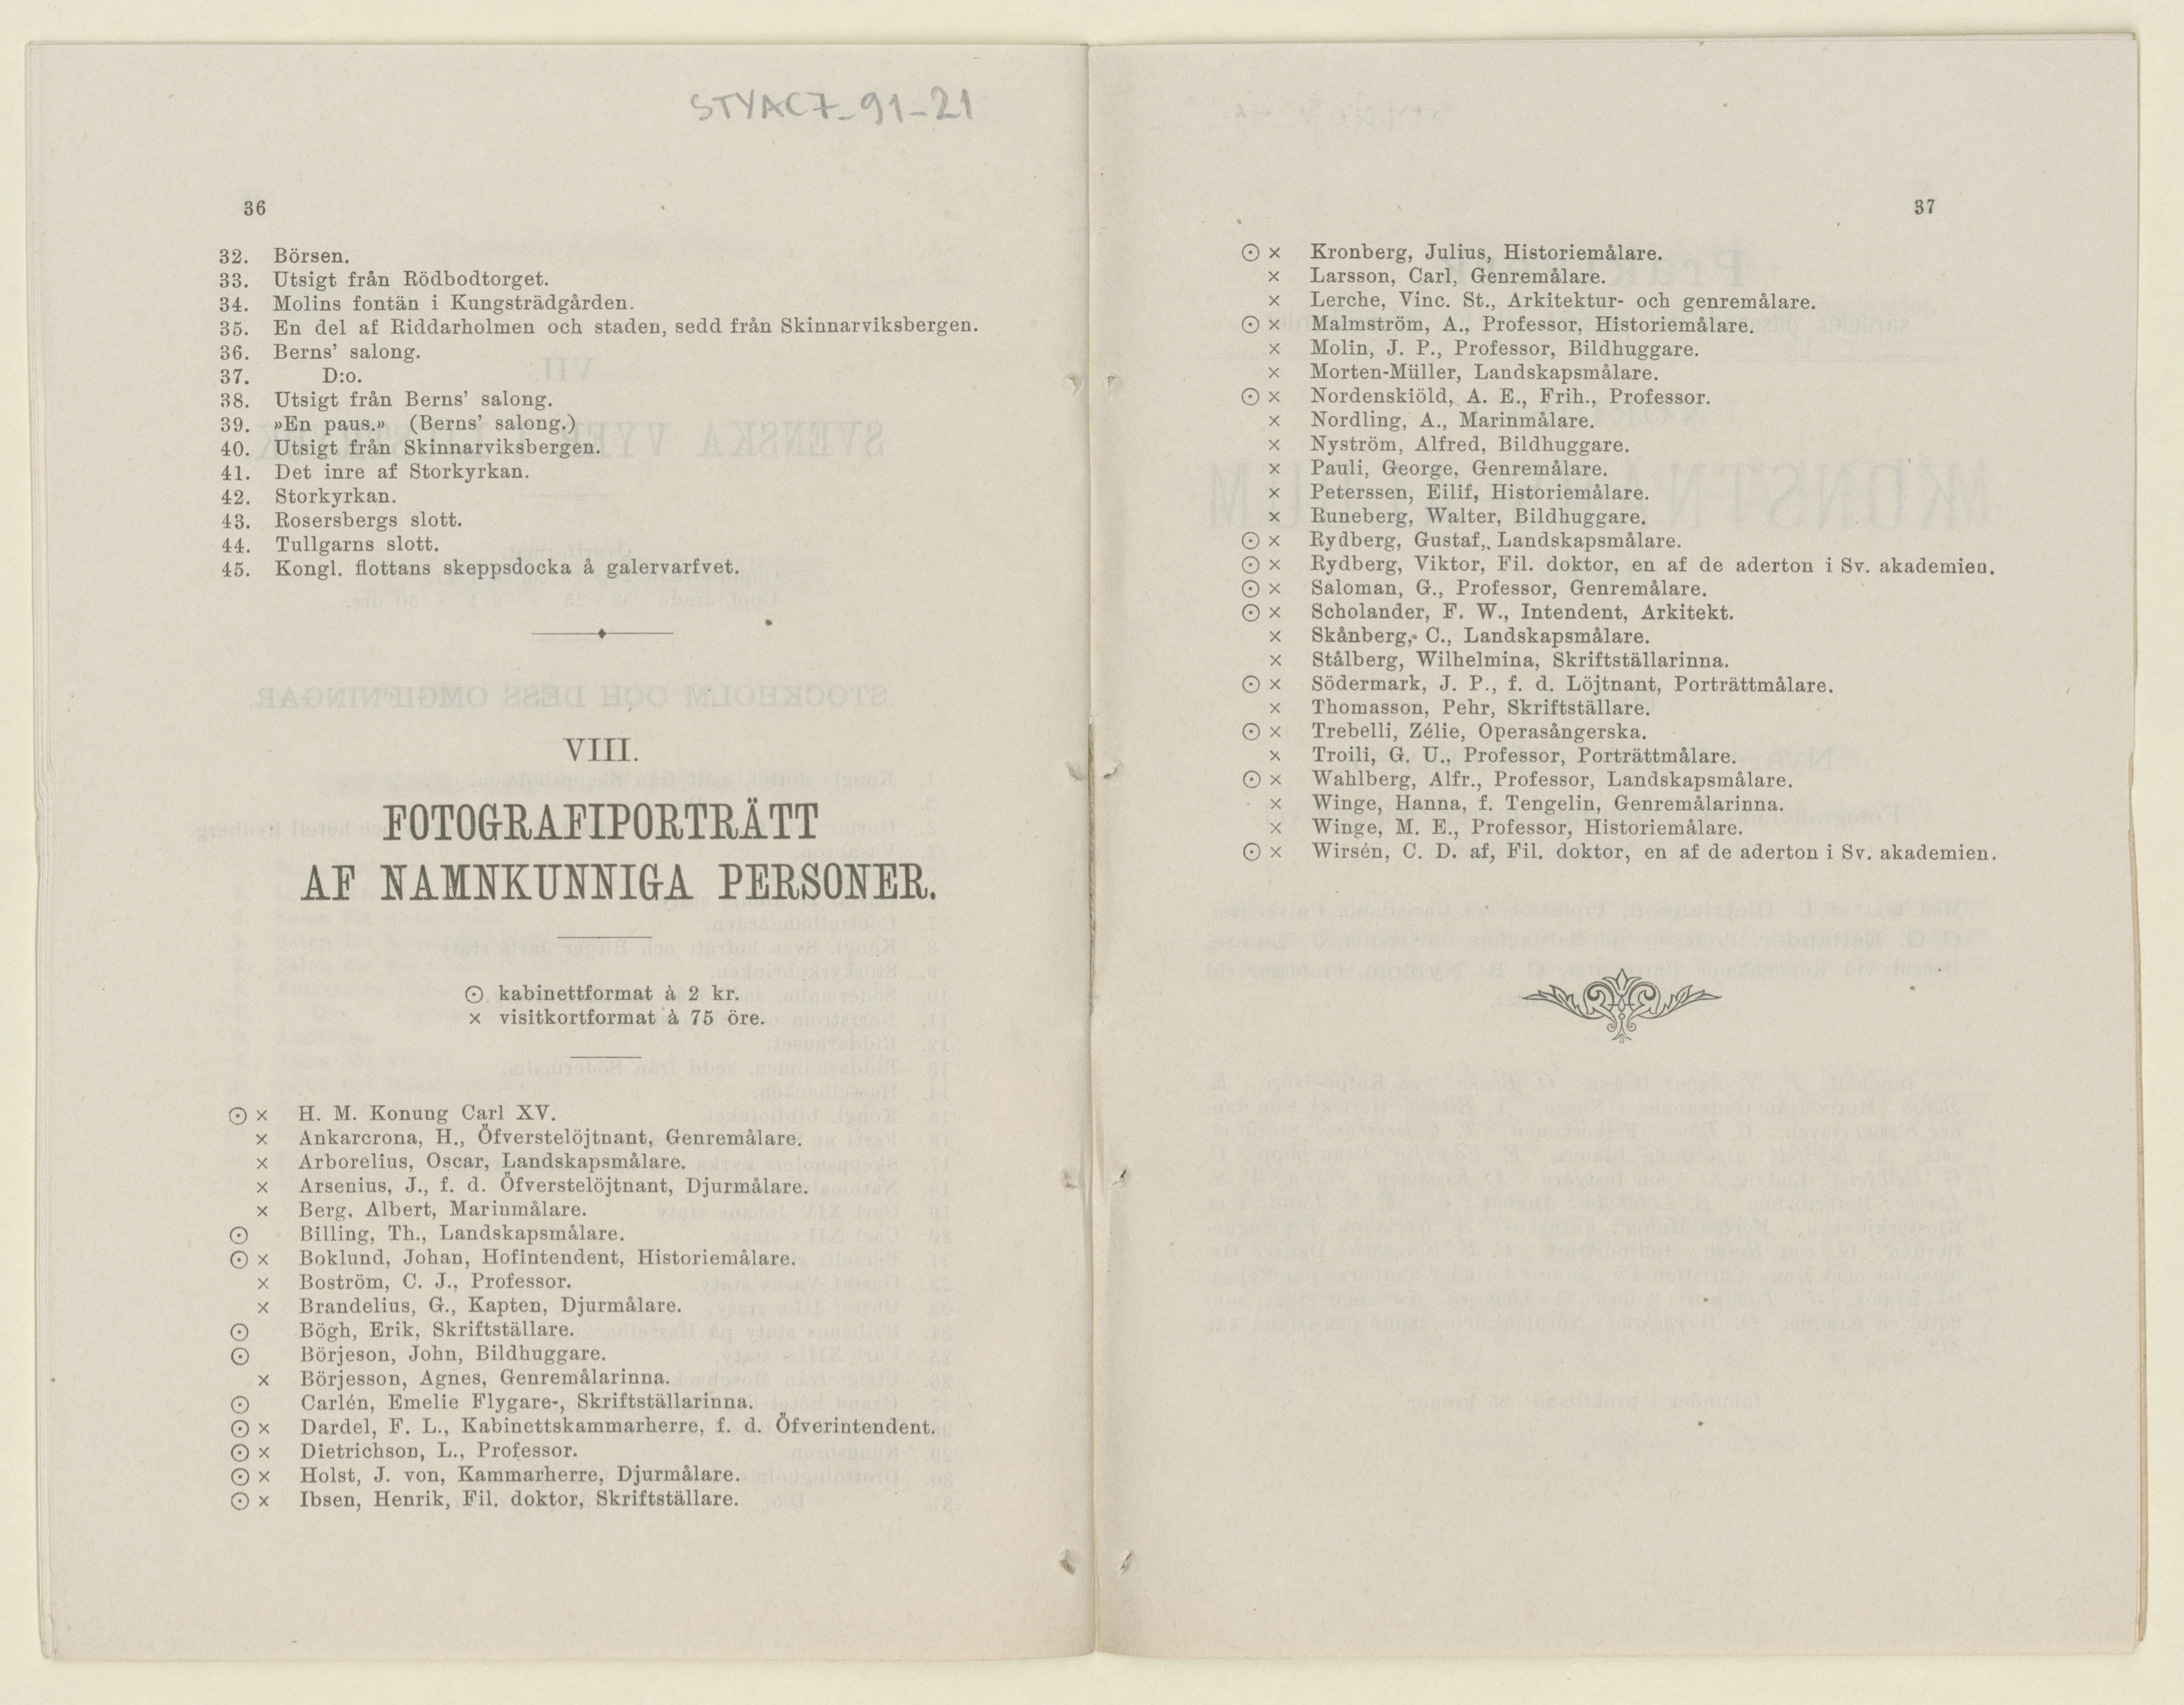 STYAC7_91-21
36
32. Börsen.
33. Utsigt från Rödbodtorget.
34. Molins fontän i Kungsträdgården.
35. En del af Riddarholmen och staden, sedd från Skinnarviksbergen.
36. Berns' salong.
37. D:o.
38. Utsigt från Berns' salong.
39. »En paus.» (Berns' salong.)
40. Utsigt från Skinnarviksbergen.
41. Det inre af Storkyrkan.
42. Storkyrkan.
43. Rosersbergs slott.
44. Tullgarns slott.
45. Kongl. flottans skeppsdocka å galervarfvet.
VIII.
FOTOGRAFIPORTRÄTT
AF NAMNKUNNIGA PERSONER.
⊙ kabinettformat à 2 kr.
× visitkortformat à 75 öre.
⊙ × H. M. Konung Carl XV.
× Ankarcrona, H., Öfverstelöjtnant, Genremålare.
× Arborelius, Oscar, Landskapsmålare.
× Arsenius, J., f. d. Öfverstelöjtnant, Djurmålare.
× Berg, Albert, Marinmålare.
⊙ Billing, Th., Landskapsmålare.
⊙ × Boklund, Johan, Hofintendent, Historiemålare.
× Boström, C. J., Professor.
× Brandelius, G., Kapten, Djurmålare.
⊙ Bögh, Erik, Skriftställare.
⊙ Börjeson, John, Bildhuggare.
× Börjesson, Agnes, Genremålarinna.
⊙ Carlén, Emelie Flygare-, Skriftställarinna.
⊙ × Dardel, F. L., Kabinettskammarherre, f. d. Öfverintendent.
⊙ × Dietrichson, L., Professor.
⊙ × Holst, J. von, Kammarherre, Djurmålare.
⊙ × Ibsen, Henrik, Fil. doktor, Skriftställare.
37
⊙ × Kronberg, Julius, Historiemålare.
× Larsson, Carl, Genremålare.
× Lerche, Vinc. St., Arkitektur- och genremålare.
⊙ × Malmström, A., Professor, Historiemålare.
× Molin, J. P., Professor, Bildhuggare.
× Morten-Müller, Landskapsmålare.
⊙ × Nordenskiöld, A. E., Frih., Professor.
× Nordling, A., Marinmålare.
× Nyström, Alfred, Bildhuggare.
× Pauli, George, Genremålare.
× Peterssen, Eilif, Historiemålare.
× Runeberg, Walter, Bildhuggare.
⊙ × Rydberg, Gustaf, Landskapsmålare.
⊙ × Rydberg, Viktor, Fil. doktor, en af de aderton i Sv. akademien.
⊙ × Saloman, G., Professor, Genremålare.
⊙ × Scholander, F. W., Intendent, Arkitekt.
× Skånberg, C., Landskapsmålare.
× Stålberg, Wilhelmina, Skriftställarinna.
⊙ × Södermark, J. P., f. d. Löjtnant, Porträttmålare.
× Thomasson, Pehr, Skriftställare.
⊙ × Trebelli, Zélie, Operasångerska.
× Troili, G. U., Professor, Porträttmålare.
⊙ × Wahlberg, Alfr., Professor, Landskapsmålare.
× Winge, Hanna, f. Tengelin, Genremålarinna.
× Winge, M. E., Professor, Historiemålare.
⊙ × Wirsén, C. D. af, Fil. doktor, en af de aderton i Sv. akademien.